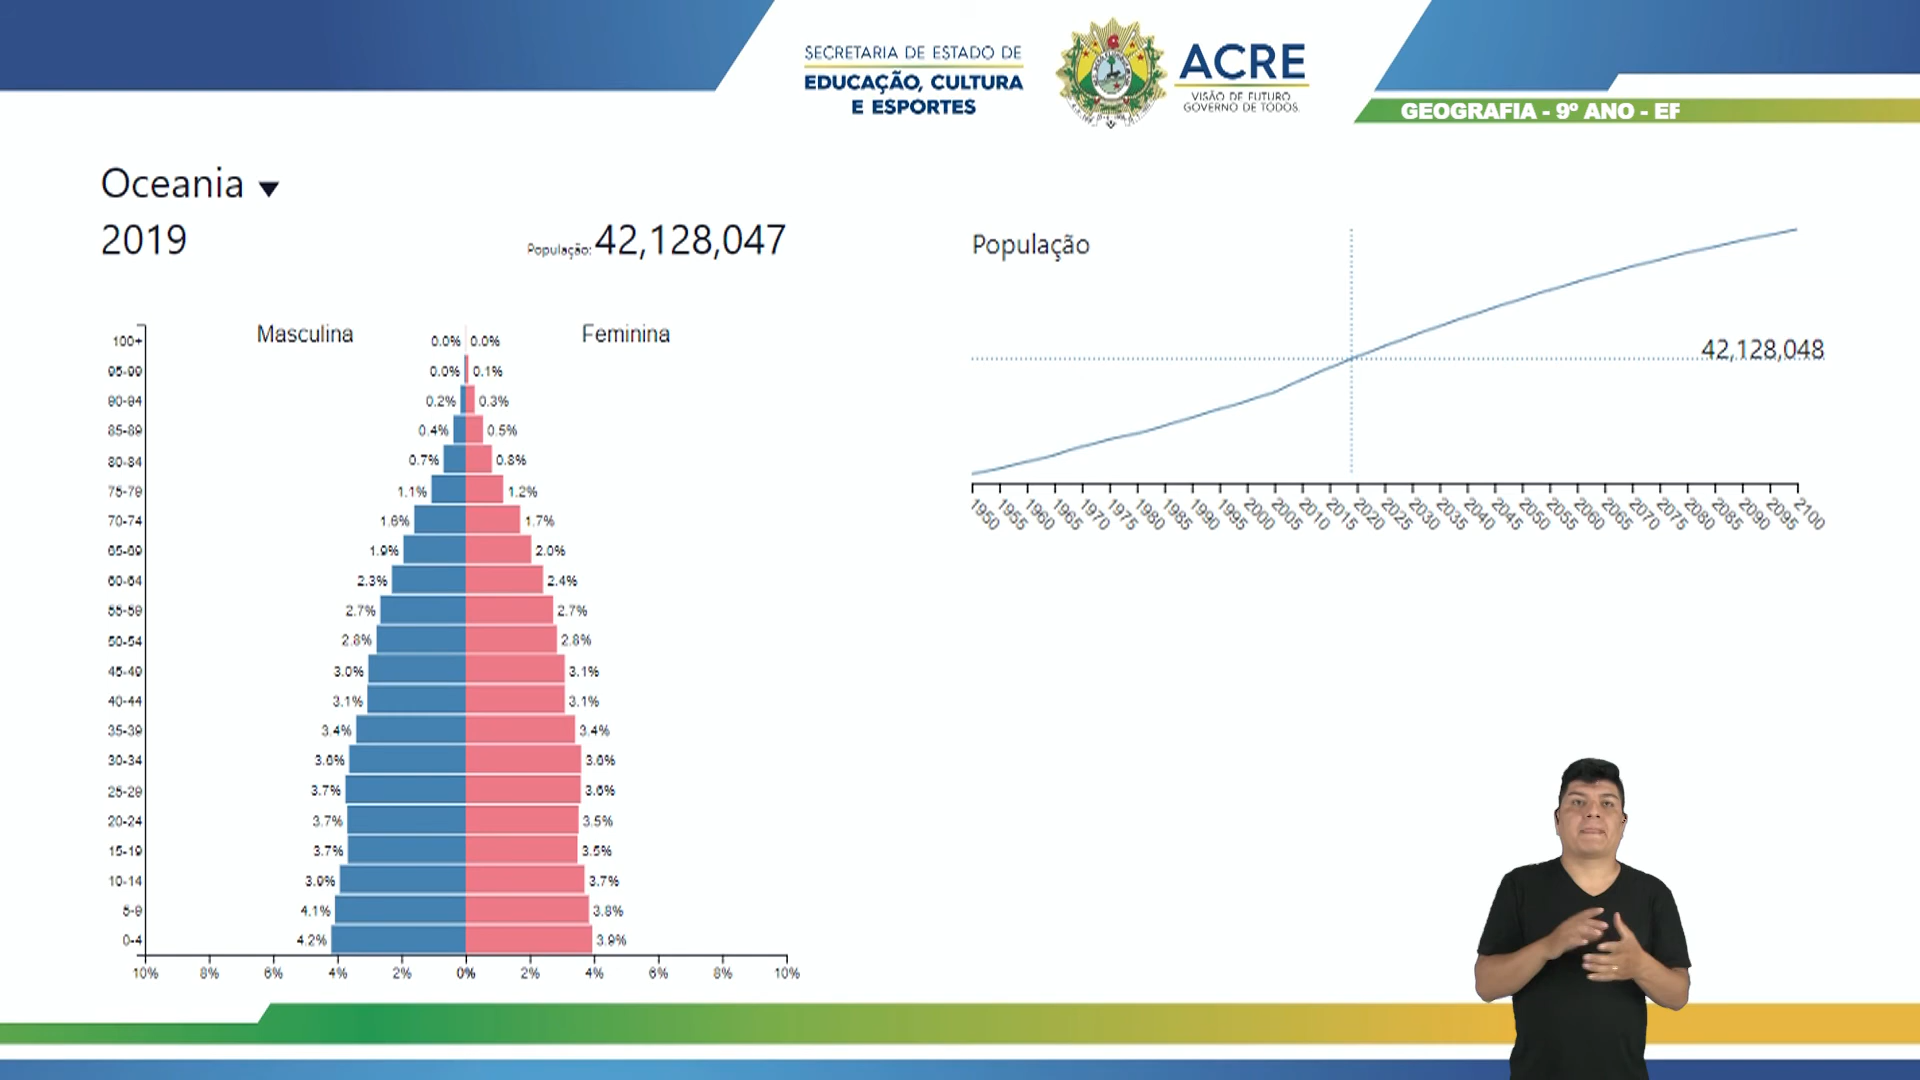 SECRETARIA DE ESTADO DE
EDUCAÇÃO, CULTURA
E ESPORTES
ACRE
VISÃO DE FUTURO
GOVERNO DE TODOS
GEOGRAFIA - 9º ANO - EF
Oceania
2019
População: 42,128,047
Masculina
Feminina
100+ 0.0% 0.0%
95-99 0.0% 0.1%
90-94 0.2% 0.3%
85-89 0.4% 0.5%
80-84 0.7% 0.8%
75-79 1.1% 1.2%
70-74 1.6% 1.7%
65-69 1.9% 2.0%
60-64 2.3% 2.4%
55-59 2.7% 2.7%
50-54 2.8% 2.8%
45-49 3.0% 3.1%
40-44 3.1% 3.1%
35-39 3.4% 3.4%
30-34 3.6% 3.6%
25-29 3.7% 3.6%
20-24 3.7% 3.5%
15-19 3.7% 3.5%
10-14 3.9% 3.7%
5-9 4.1% 3.8%
0-4 4.2% 3.9%
10% 8% 6% 4% 2% 0% 2% 4% 6% 8% 10%
População
42,128,048
1950 1955 1960 1965 1970 1975 1980 1985 1990 1995 2000 2005 2010 2015 2020 2025 2030 2035 2040 2045 2050 2055 2060 2065 2070 2075 2080 2085 2090 2095 2100